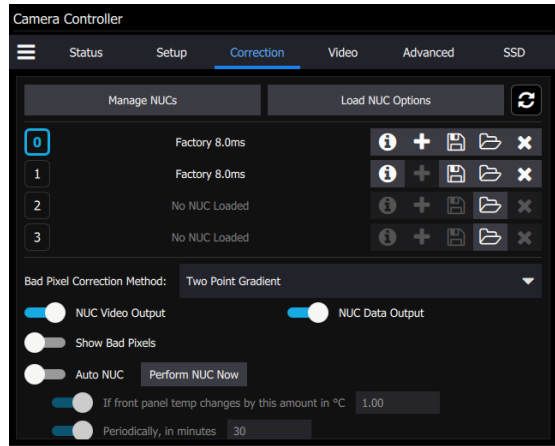 Camera Controller
Status Setup Correction Video Advanced SSD
Manage NUCs Load NUC Options
0 Factory 8.0ms
1 Factory 8.0ms
2 No NUC Loaded
3 No NUC Loaded
Bad Pixel Correction Method: Two Point Gradient
NUC Video Output NUC Data Output
Show Bad Pixels
Auto NUC Perform NUC Now
If front panel temp changes by this amount in °C 1.00
Periodically, in minutes 30